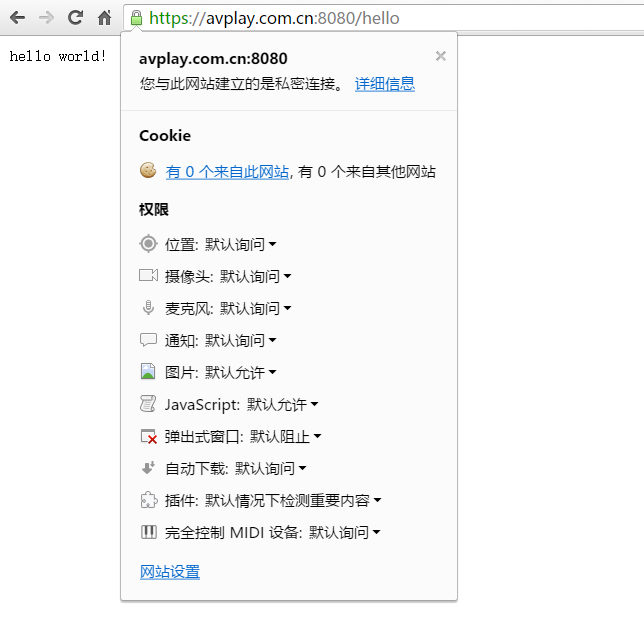 https://avplay.com.cn:8080/hello
hello world!
avplay.com.cn:8080
您与此网站建立的是私密连接。 详细信息
Cookie
有 0 个来自此网站, 有 0 个来自其他网站
权限
位置: 默认询问
摄像头: 默认询问
麦克风: 默认询问
通知: 默认询问
图片: 默认允许
JavaScript: 默认允许
弹出式窗口: 默认阻止
自动下载: 默认询问
插件: 默认情况下检测重要内容
完全控制 MIDI 设备: 默认询问
网站设置